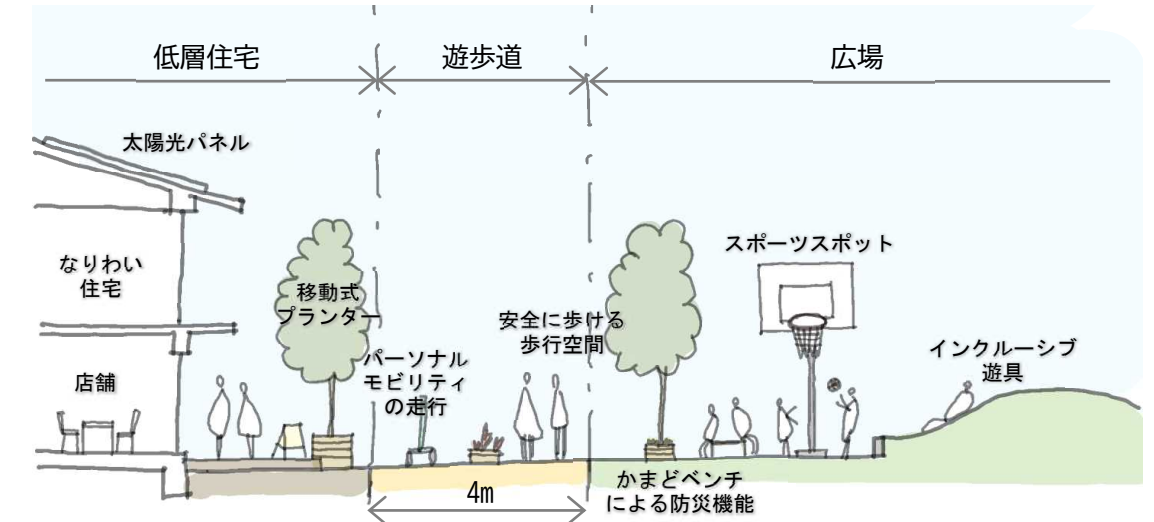 低層住宅
遊歩道
広場
太陽光パネル
なりわい
住宅
店舗
移動式
プランター
パーソナル
モビリティ
の走行
安全に歩ける
歩行空間
スポーツスポット
インクルーシブ
遊具
かまどベンチ
による防災機能
4m